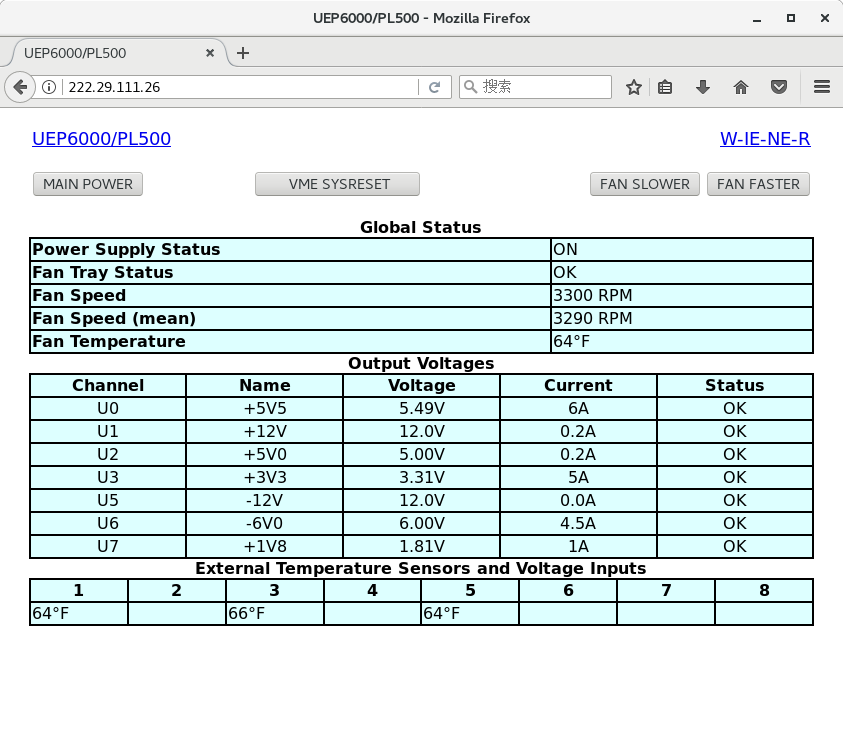 UEP6000/PL500 - Mozilla Firefox
UEP6000/PL500
222.29.111.26 搜索
UEP6000/PL500 W-IE-NE-R
MAIN POWER VME SYSRESET FAN SLOWER FAN FASTER
Global Status
Power Supply Status ON
Fan Tray Status OK
Fan Speed 3300 RPM
Fan Speed (mean) 3290 RPM
Fan Temperature 64°F
Output Voltages
Channel Name Voltage Current Status
U0 +5V5 5.49V 6A OK
U1 +12V 12.0V 0.2A OK
U2 +5V0 5.00V 0.2A OK
U3 +3V3 3.31V 5A OK
U5 -12V 12.0V 0.0A OK
U6 -6V0 6.00V 4.5A OK
U7 +1V8 1.81V 1A OK
External Temperature Sensors and Voltage Inputs
1 2 3 4 5 6 7 8
64°F 66°F 64°F